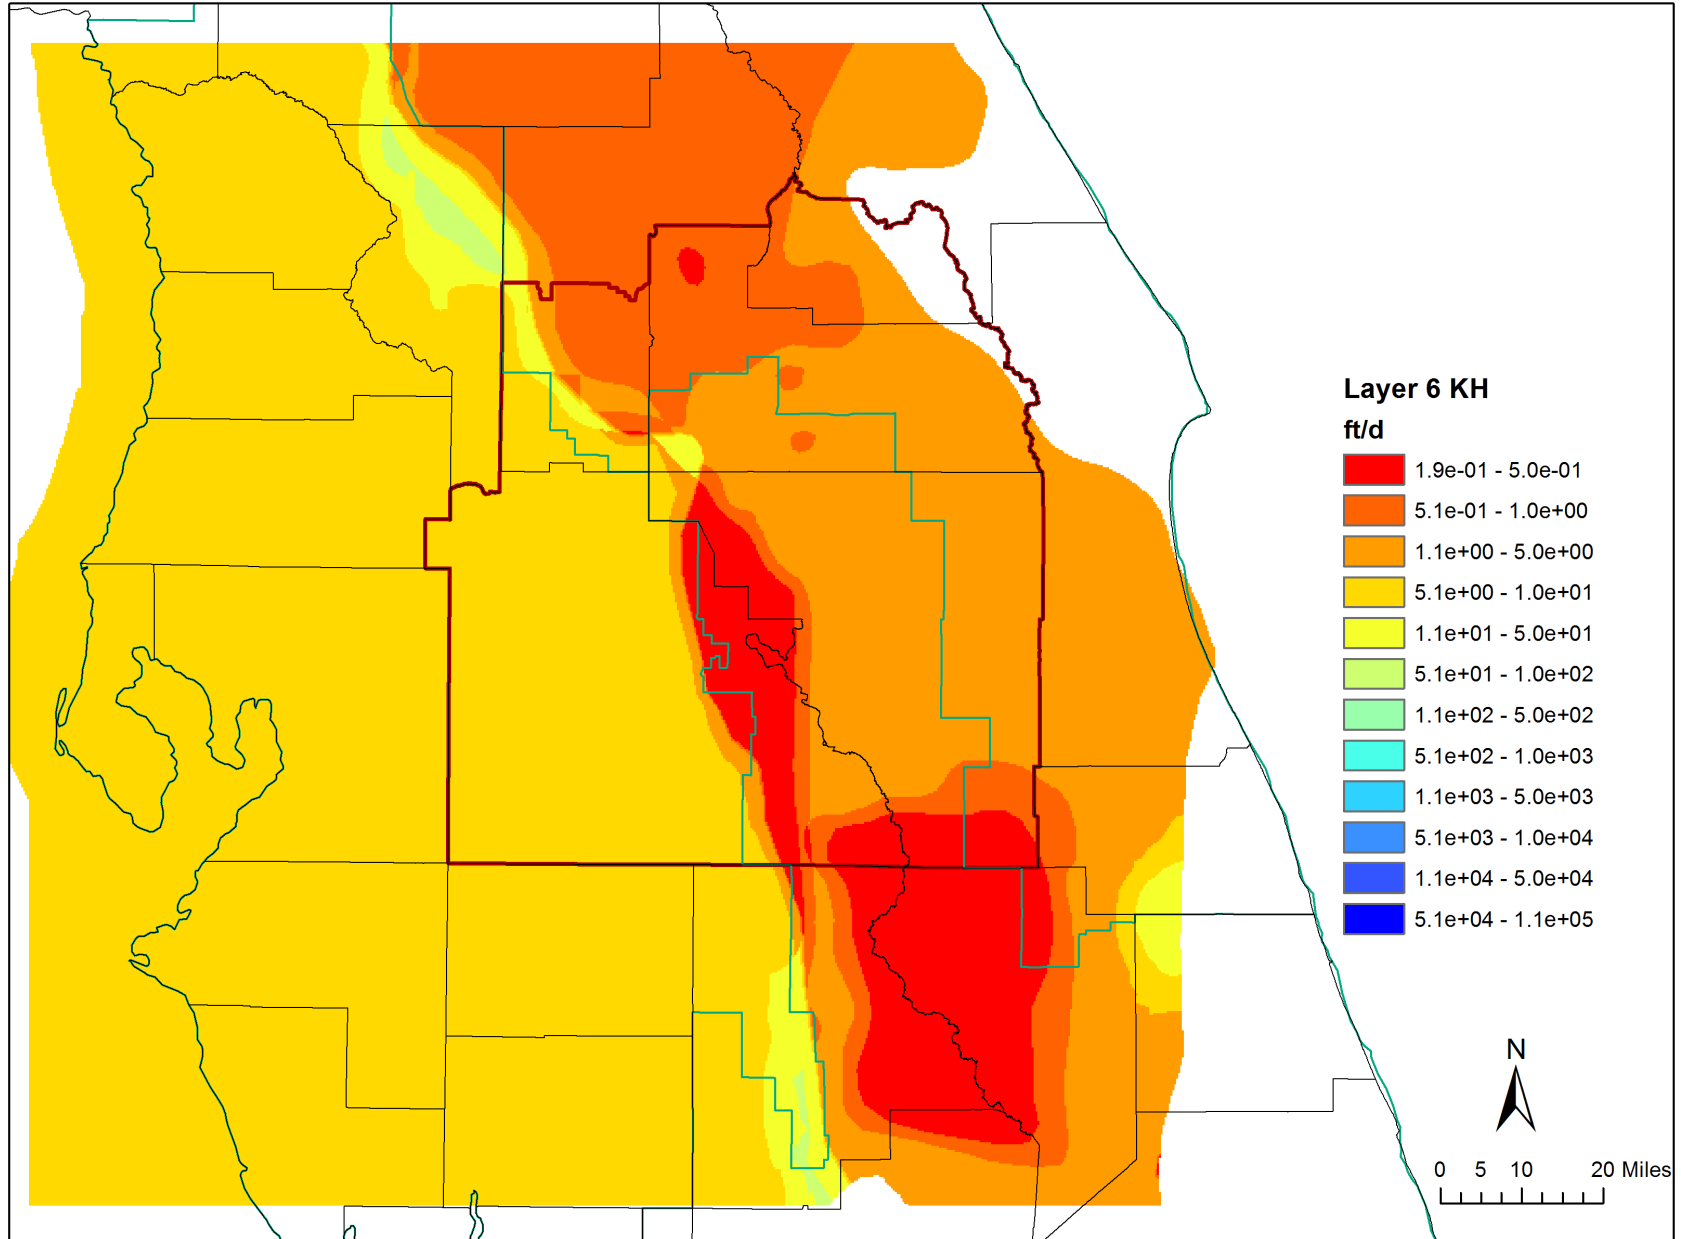 Layer 6 KH
ft/d
1.9e-01 - 5.0e-01
5.1e-01 - 1.0e+00
1.1e+00 - 5.0e+00
5.1e+00 - 1.0e+01
1.1e+01 - 5.0e+01
5.1e+01 - 1.0e+02
1.1e+02 - 5.0e+02
5.1e+02 - 1.0e+03
1.1e+03 - 5.0e+03
5.1e+03 - 1.0e+04
1.1e+04 - 5.0e+04
5.1e+04 - 1.1e+05
N
0 5 10 20 Miles